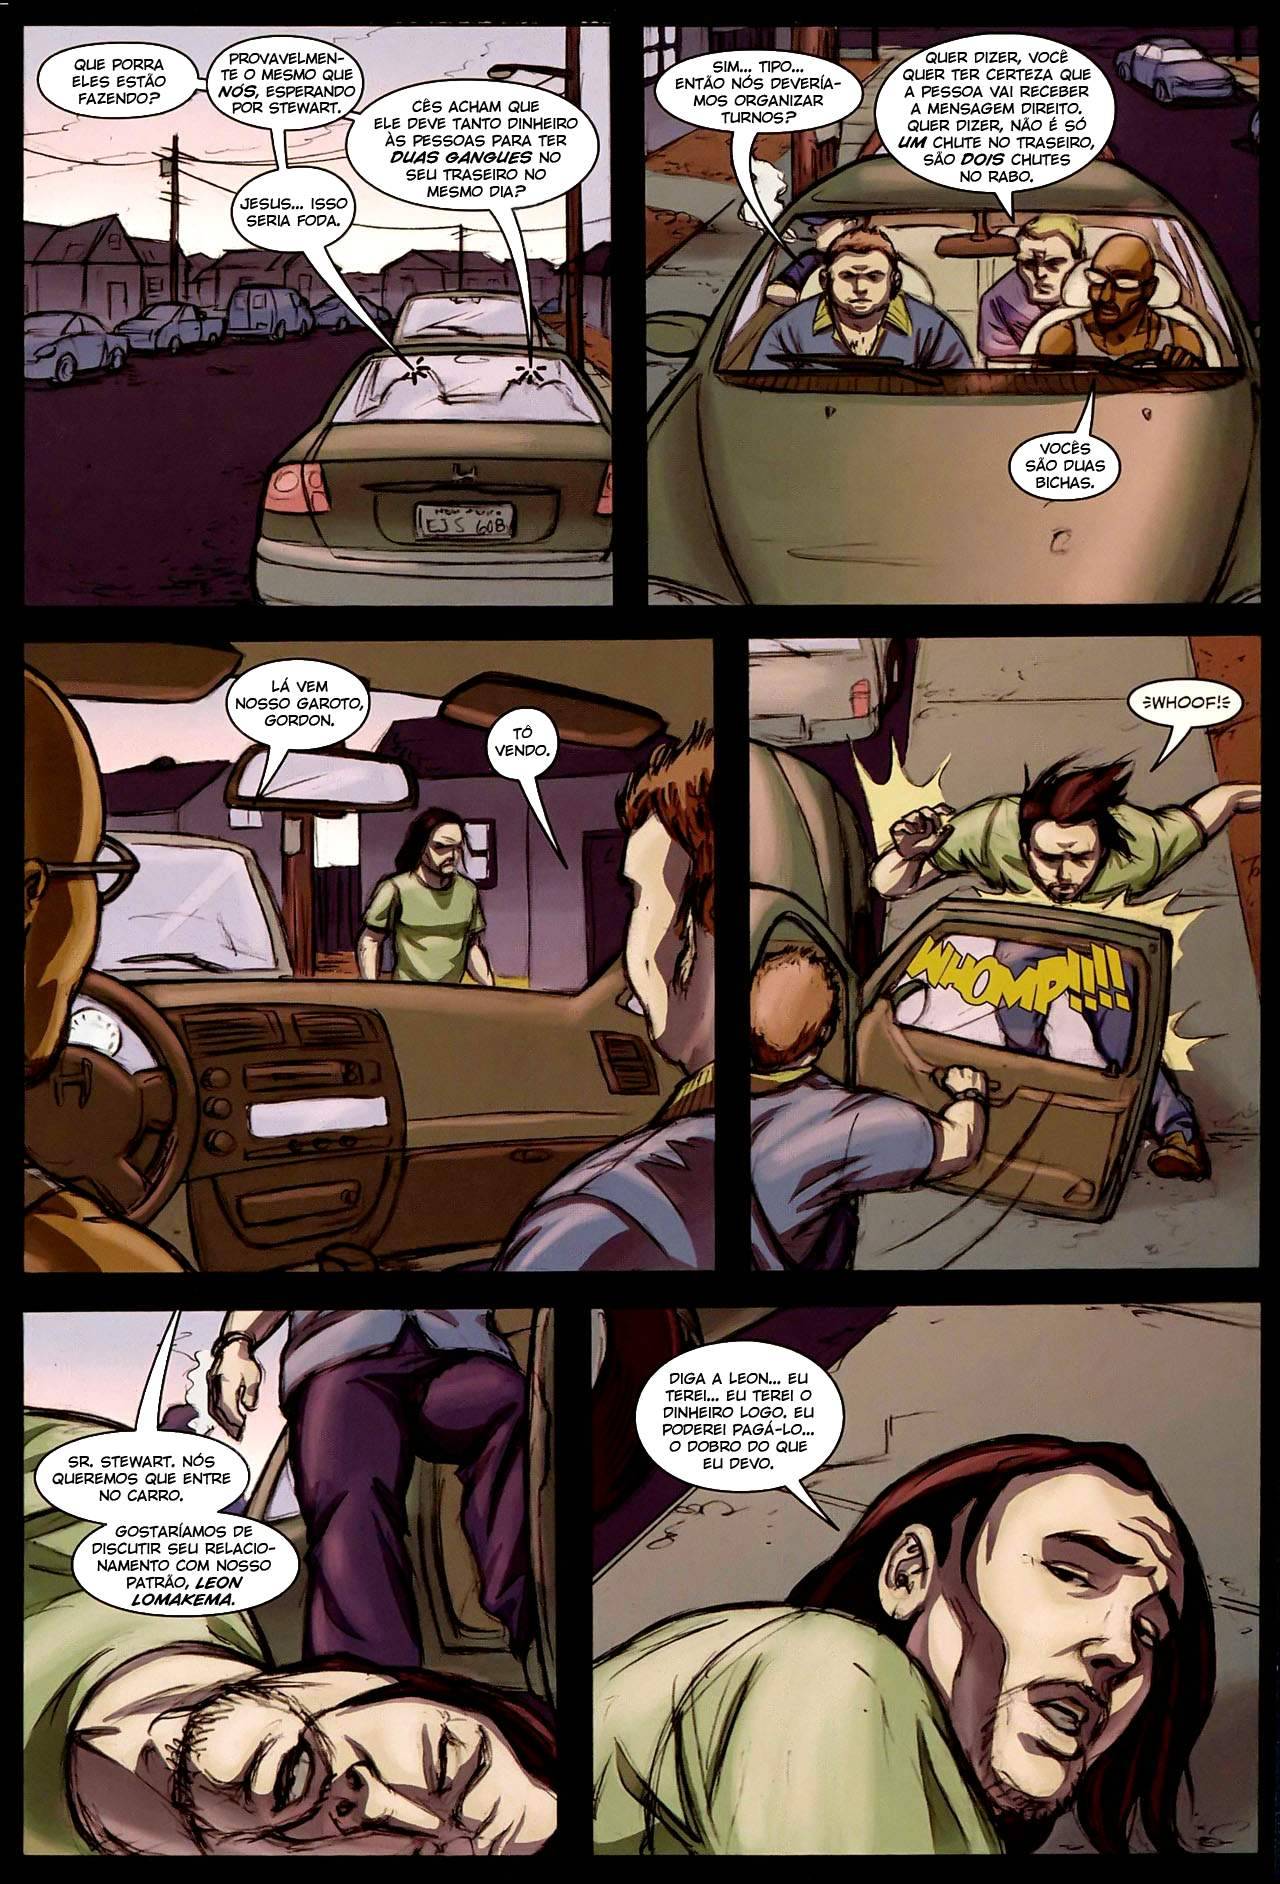 QUE PORRA
ELES ESTÃO
FAZENDO?
PROVAVELMEN-
TE O MESMO QUE
NÓS, ESPERANDO
POR STEWART.
CÊS ACHAM QUE
ELE DEVE TANTO DINHEIRO
ÀS PESSOAS PARA TER
DUAS GANGUES NO
SEU TRASEIRO NO
MESMO DIA?
JESUS... ISSO
SERIA FODA.
EJS 608
SIM... TIPO...
ENTÃO NÓS DEVERÍA-
MOS ORGANIZAR
TURNOS?
QUER DIZER, VOCÊ
QUER TER CERTEZA QUE
A PESSOA VAI RECEBER
A MENSAGEM DIREITO.
QUER DIZER, NÃO É SÓ
UM CHUTE NO TRASEIRO,
SÃO DOIS CHUTES
NO RABO.
VOCÊS
SÃO DUAS
BICHAS.
LÁ VEM
NOSSO GAROTO,
GORDON.
TÔ
VENDO.
WHOOF!
WHOMP!!!!
SR. STEWART. NÓS
QUEREMOS QUE ENTRE
NO CARRO.
GOSTARÍAMOS DE
DISCUTIR SEU RELACIO-
NAMENTO COM NOSSO
PATRÃO, LEON
LOMAKEMA.
DIGA A LEON... EU
TEREI... EU TEREI O
DINHEIRO LOGO. EU
PODEREI PAGÁ-LO...
O DOBRO DO QUE
EU DEVO.